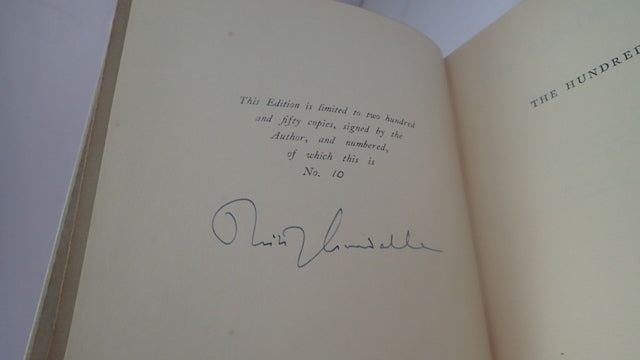 This Edition is limited to two hundred
and fifty copies, signed by the
Author, and numbered,
of which this is
No. 10
THE HUNDRED